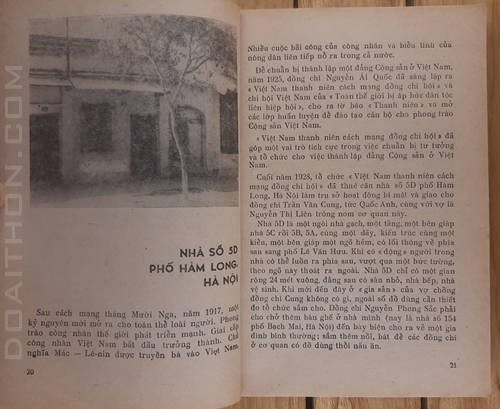 DOAITHON.COM
NHÀ SỐ 5D
PHỐ HÀM LONG,
HÀ NỘI
Sau cách mạng tháng Mười Nga, năm 1917, một
kỷ nguyên mới mở ra cho toàn thể loài người. Phong
trào công nhân thế giới phát triển mạnh. Giai cấp
công nhân Việt Nam bắt đầu trưởng thành. Chủ
nghĩa Mác — Lê-nin được truyền bá vào Việt Nam.
20
Nhiều cuộc bãi công của công nhân và biểu tình của
nông dân liên tiếp nổ ra trong cả nước.
Để chuẩn bị thành lập một đảng Cộng sản ở Việt Nam,
năm 1925, đồng chí Nguyễn Ái Quốc đã sáng lập ra
« Việt Nam thanh niên cách mạng đồng chí hội » và
chi hội Việt Nam của « Toàn thế giới bị áp bức dân tộc
liên hiệp hội », cho ra tờ báo « Thanh niên » và mở
các lớp huấn luyện để đào tạo cán bộ cho phong trào
Cộng sản Việt Nam.
« Việt Nam thanh niên cách mạng đồng chí hội » đã
góp một vai trò tích cực trong việc chuẩn bị tư tưởng
và tổ chức cho việc thành lập đảng Cộng sản ở Việt
Nam.
Cuối năm 1928, tổ chức « Việt Nam thanh niên cách
mạng đồng chí hội » đã thuê căn nhà số 5D phố Hàm
Long, Hà Nội làm trụ sở hoạt động bí mật và giao cho
đồng chí Trần Văn Cung, tức Quốc Anh, cùng với vợ là
Nguyễn Thị Liên trông nom cơ quan này.
Nhà 5D là một ngôi nhà gạch, một tầng, một bên giáp
nhà 5C rồi 5B, 5A, cùng một dãy, kiến trúc cùng một
kiểu, một bên giáp một ngõ hẻm, có lối thông về phía
sau sang phố Lê Văn Hưu. Khi có « động » người trong
nhà có thể luồn ra phía sau, vượt qua một bức tường,
theo ngõ này thoát ra ngoài. Nhà 5D chỉ có một gian
rộng 24 mét vuông, đằng sau có sân nhỏ, nhà bếp, nhà
vệ sinh. Khi mới đến đây ở « gia sản » của vợ chồng
đồng chí Cung không có gì, ngoài số đồ dùng cần thiết
do tổ chức cho mượn. Đồng chí Nguyễn Phong Sắc phải
cho chở thêm bàn ghế ở nhà mình (nay là nhà số 154
phố Bạch Mai, Hà Nội) đến bày biện cho ra vẻ một gia
đình bình thường; sắm thêm nồi, bát để các đồng chí
ở cơ quan có đồ dùng thổi nấu ăn.
21